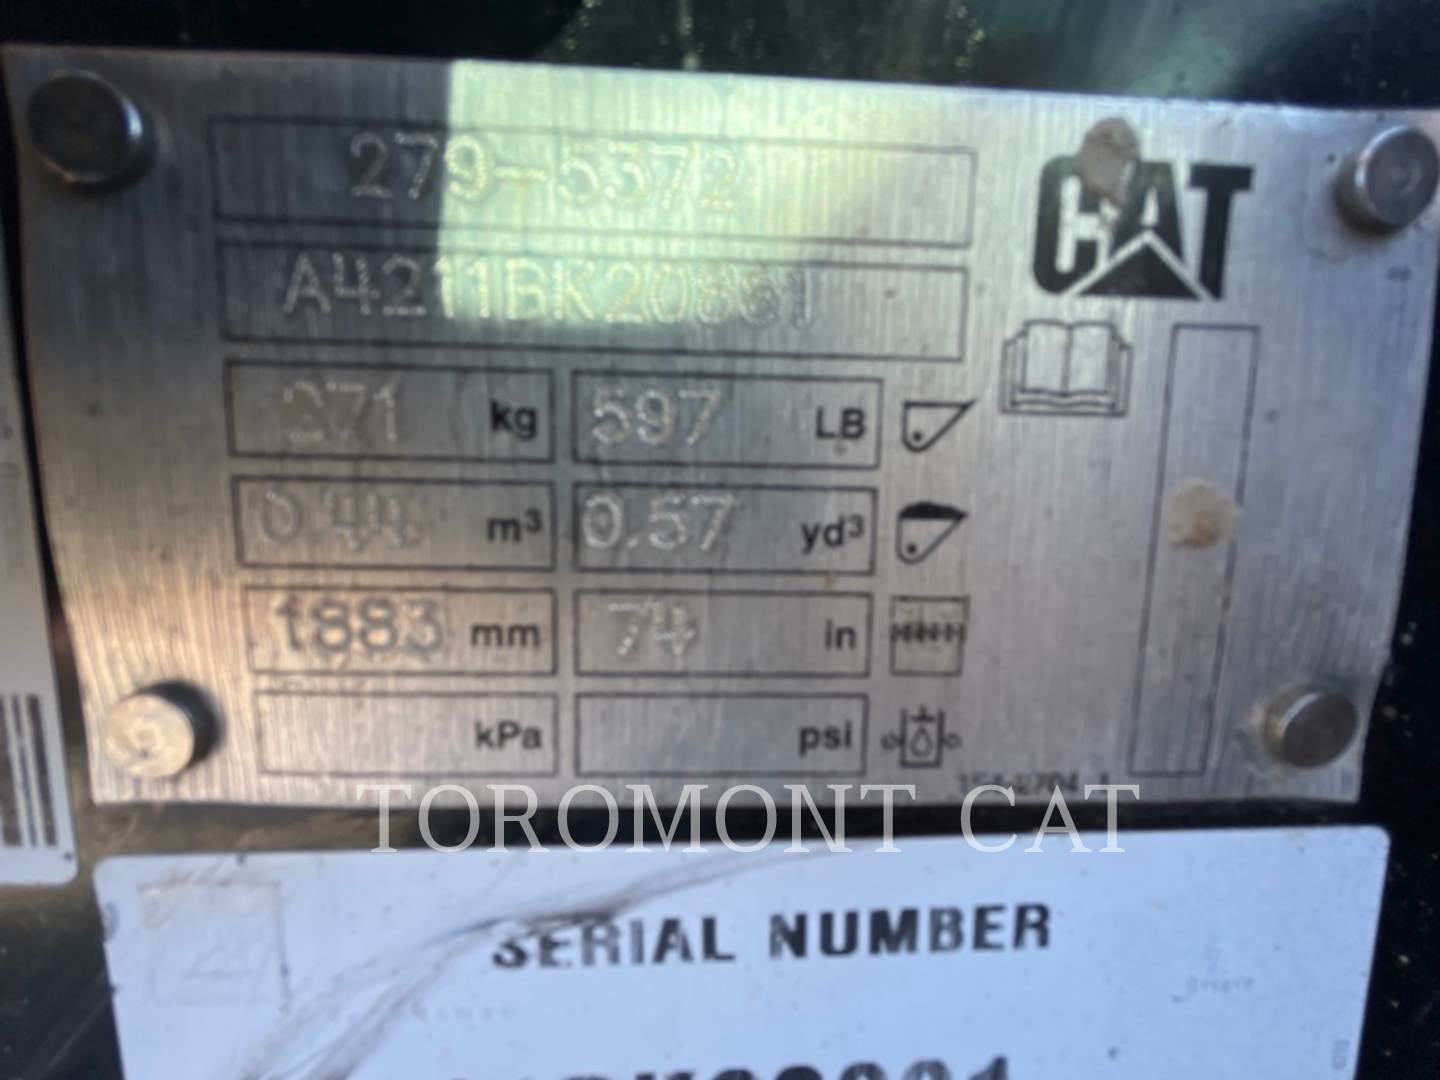 279-5372
CAT
A4211BK20861
271 kg 597 LB
0.44 m³ 0.57 yd³
1883 mm 74 in
kPa psi
TOROMONT CAT
SERIAL NUMBER